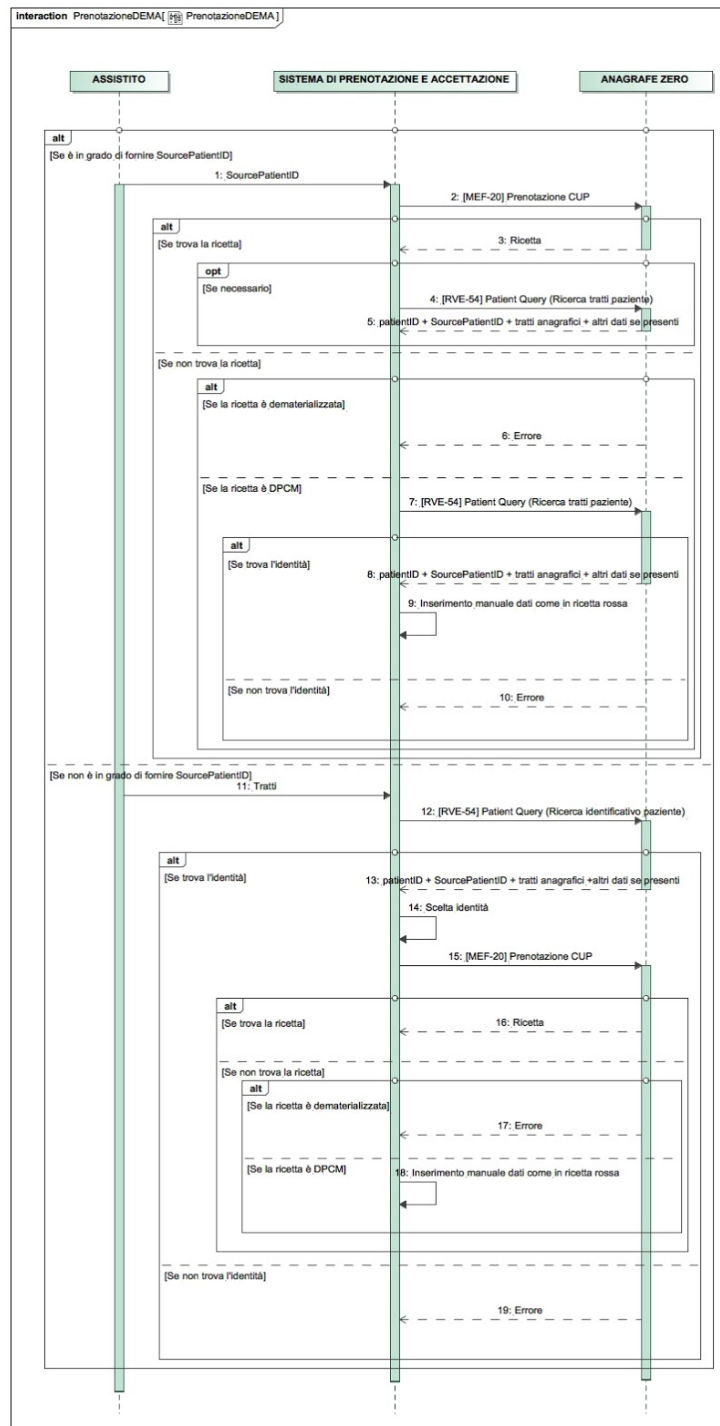 interaction PrenotazioneDEMA[ PrenotazioneDEMA ]
ASSISTITO
SISTEMA DI PRENOTAZIONE E ACCETTAZIONE
ANAGRAFE ZERO
alt
[Se è in grado di fornire SourcePatientID]
1: SourcePatientID
2: [MEF-20] Prenotazione CUP
alt
[Se trova la ricetta]
3: Ricetta
opt
[Se necessario]
4: [RVE-54] Patient Query (Ricerca tratti paziente)
5: patientID + SourcePatientID + tratti anagrafici + altri dati se presenti
[Se non trova la ricetta]
alt
[Se la ricetta è dematerializzata]
6: Errore
[Se la ricetta è DPCM]
7: [RVE-54] Patient Query (Ricerca tratti paziente)
alt
[Se trova l'identità]
8: patientID + SourcePatientID + tratti anagrafici + altri dati se presenti
9: Inserimento manuale dati come in ricetta rossa
[Se non trova l'identità]
10: Errore
[Se non è in grado di fornire SourcePatientID]
11: Tratti
12: [RVE-54] Patient Query (Ricerca identificativo paziente)
alt
[Se trova l'identità]
13: patientID + SourcePatientID + tratti anagrafici +altri dati se presenti
14: Scelta identità
15: [MEF-20] Prenotazione CUP
alt
[Se trova la ricetta]
16: Ricetta
[Se non trova la ricetta]
alt
[Se la ricetta è dematerializzata]
17: Errore
[Se la ricetta è DPCM]
18: Inserimento manuale dati come in ricetta rossa
[Se non trova l'identità]
19: Errore